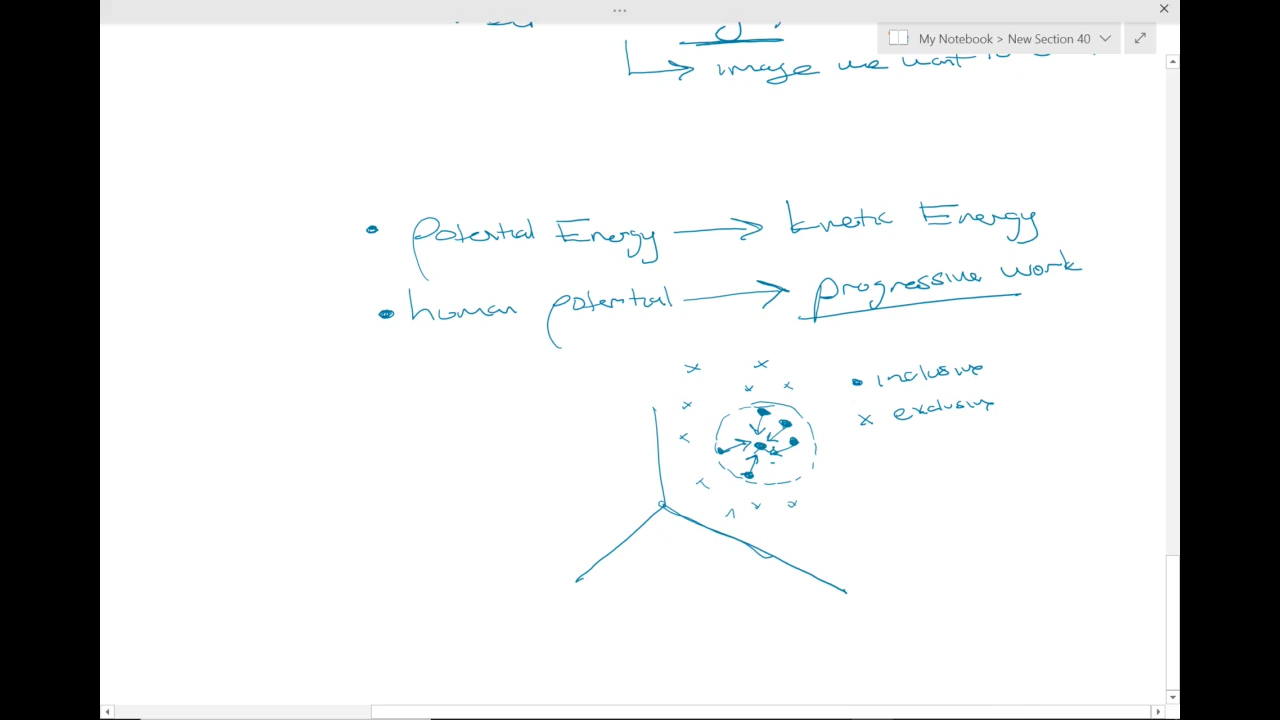 ...
My Notebook > New Section 40
image we want
• potential Energy → kinetic Energy
• human potential → progressive work
• inclusive
x exclusive